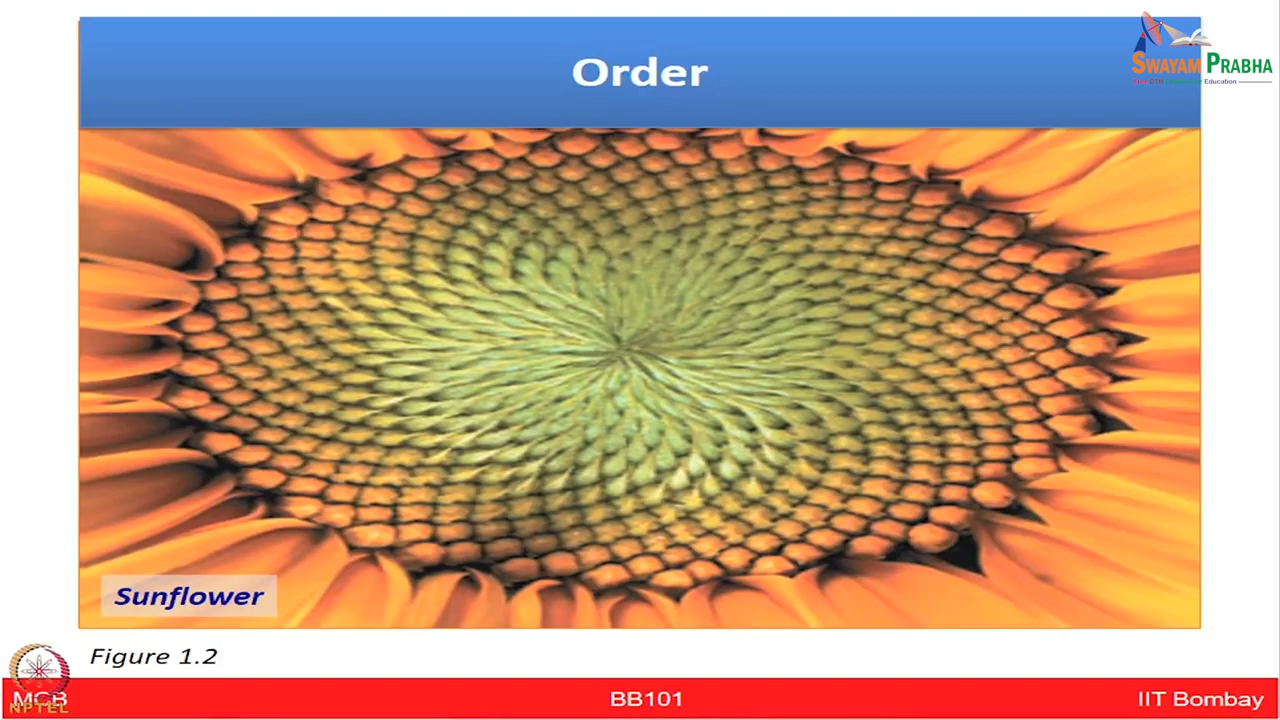 Order
SWAYAM PRABHA
Sunflower
Figure 1.2
MCB
NPTEL
BB101
IIT Bombay